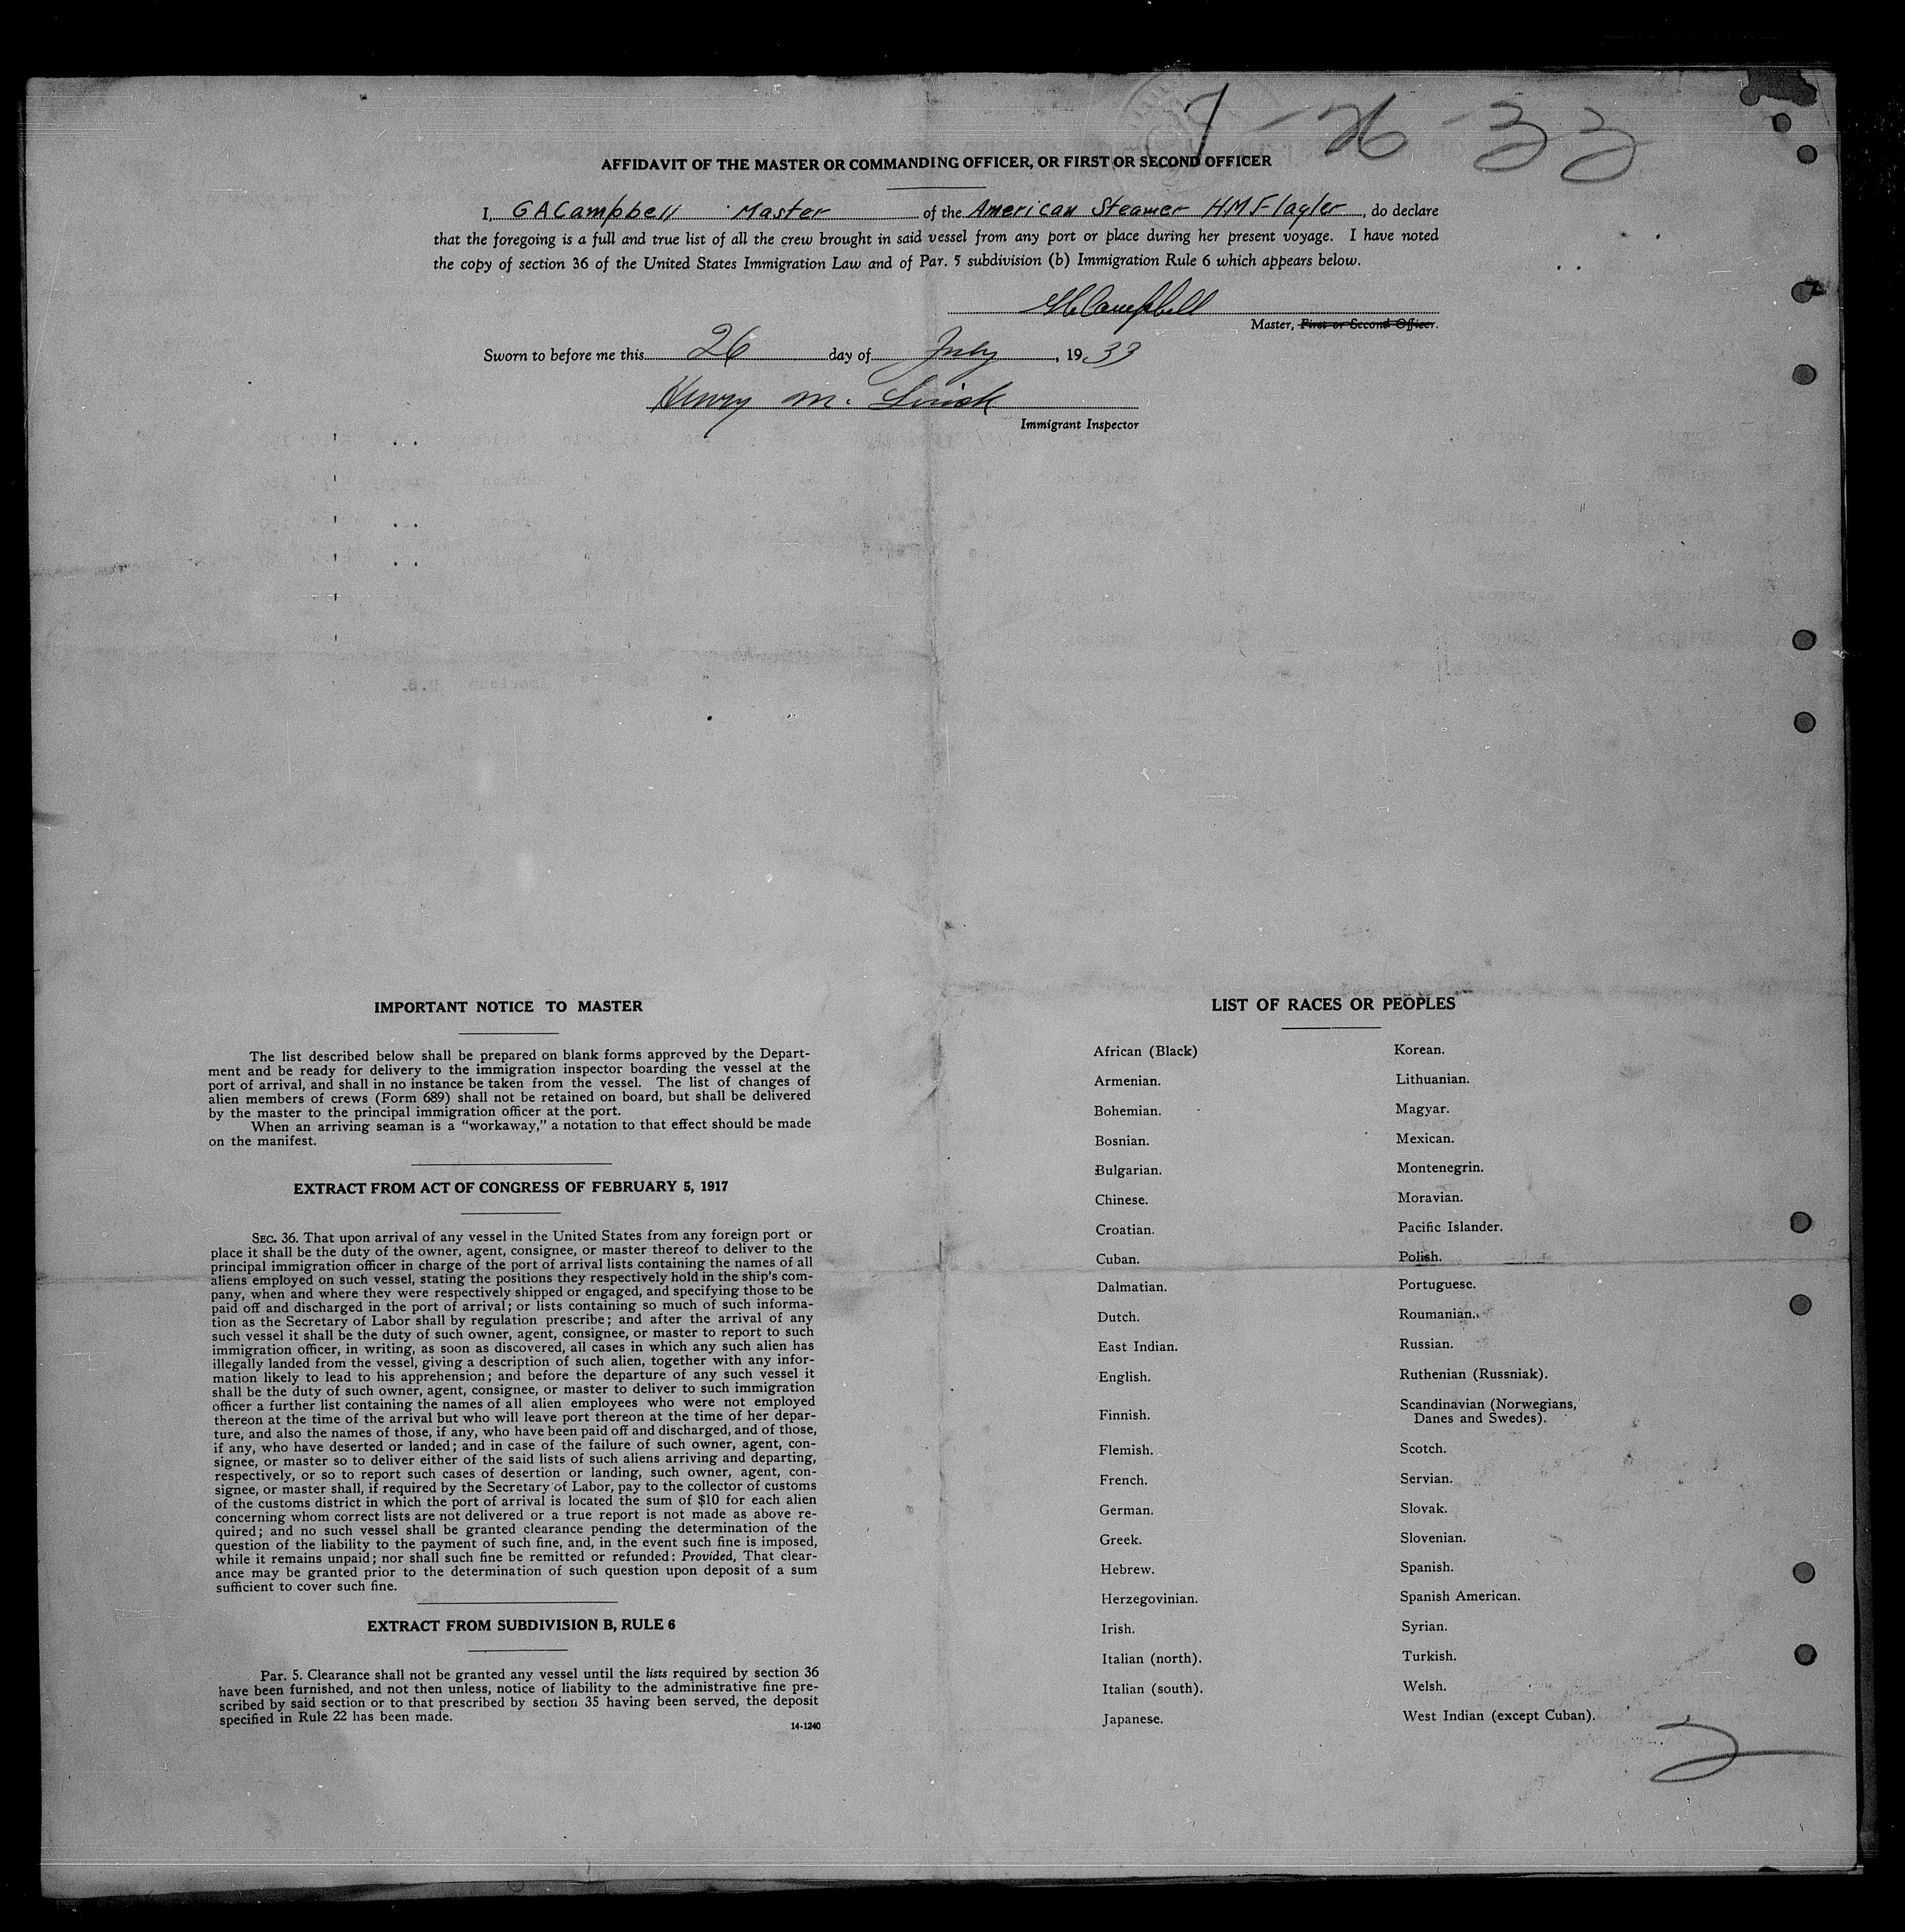 7-26-33
AFFIDAVIT OF THE MASTER OR COMMANDING OFFICER, OR FIRST OR SECOND OFFICER
I, GACampbell Master of the American Steamer HMFlagler, do declare
that the foregoing is a full and true list of all the crew brought in said vessel from any port or place during her present voyage. I have noted
the copy of section 36 of the United States Immigration Law and of Par. 5 subdivision (b) Immigration Rule 6 which appears below.
Campbell
Master, First or Second Officer.
Sworn to before me this 26 day of July, 1933
Henry M.
Immigrant Inspector
IMPORTANT NOTICE TO MASTER
The list described below shall be prepared on blank forms approved by the Depart-
ment and be ready for delivery to the immigration inspector boarding the vessel at the
port of arrival, and shall in no instance be taken from the vessel. The list of changes of
alien members of crews (Form 689) shall not be retained on board, but shall be delivered
by the master to the principal immigration officer at the port.
When an arriving seaman is a “workaway,” a notation to that effect should be made
on the manifest.
EXTRACT FROM ACT OF CONGRESS OF FEBRUARY 5, 1917
SEC. 36. That upon arrival of any vessel in the United States from any foreign port or
place it shall be the duty of the owner, agent, consignee, or master thereof to deliver to the
principal immigration officer in charge of the port of arrival lists containing the names of all
aliens employed on such vessel, stating the positions they respectively hold in the ship's com-
pany, when and where they were respectively shipped or engaged, and specifying those to be
paid off and discharged in the port of arrival; or lists containing so much of such informa-
tion as the Secretary of Labor shall by regulation prescribe; and after the arrival of any
such vessel it shall be the duty of such owner, agent, consignee, or master to report to such
immigration officer, in writing, as soon as discovered, all cases in which any such alien has
illegally landed from the vessel, giving a description of such alien, together with any infor-
mation likely to lead to his apprehension; and before the departure of any such vessel it
shall be the duty of such owner, agent, consignee, or master to deliver to such immigration
officer a further list containing the names of all alien employees who were not employed
thereon at the time of the arrival but who will leave port thereon at the time of her depar-
ture, and also the names of those, if any, who have been paid off and discharged, and of those,
if any, who have deserted or landed; and in case of the failure of such owner, agent, con-
signee, or master so to deliver either of the said lists of such aliens arriving and departing,
respectively, or so to report such cases of desertion or landing, such owner, agent, con-
signee, or master shall, if required by the Secretary of Labor, pay to the collector of customs
of the customs district in which the port of arrival is located the sum of $10 for each alien
concerning whom correct lists are not delivered or a true report is not made as above re-
quired; and no such vessel shall be granted clearance pending the determination of the
question of the liability to the payment of such fine, and, in the event such fine is imposed,
while it remains unpaid; nor shall such fine be remitted or refunded: Provided, That clear-
ance may be granted prior to the determination of such question upon deposit of a sum
sufficient to cover such fine.
EXTRACT FROM SUBDIVISION B, RULE 6
Par. 5. Clearance shall not be granted any vessel until the lists required by section 36
have been furnished, and not then unless, notice of liability to the administrative fine pre-
scribed by said section or to that prescribed by section 35 having been served, the deposit
specified in Rule 22 has been made.
14-1240
LIST OF RACES OR PEOPLES
African (Black)
Armenian.
Bohemian.
Bosnian.
Bulgarian.
Chinese.
Croatian.
Cuban.
Dalmatian.
Dutch.
East Indian.
English.
Finnish.
Flemish.
French.
German.
Greek.
Hebrew.
Herzegovinian.
Irish.
Italian (north).
Italian (south).
Japanese.
Korean.
Lithuanian.
Magyar.
Mexican.
Montenegrin.
Moravian.
Pacific Islander.
Polish.
Portuguese.
Roumanian.
Russian.
Ruthenian (Russniak).
Scandinavian (Norwegians,
Danes and Swedes).
Scotch.
Servian.
Slovak.
Slovenian.
Spanish.
Spanish American.
Syrian.
Turkish.
Welsh.
West Indian (except Cuban).
2